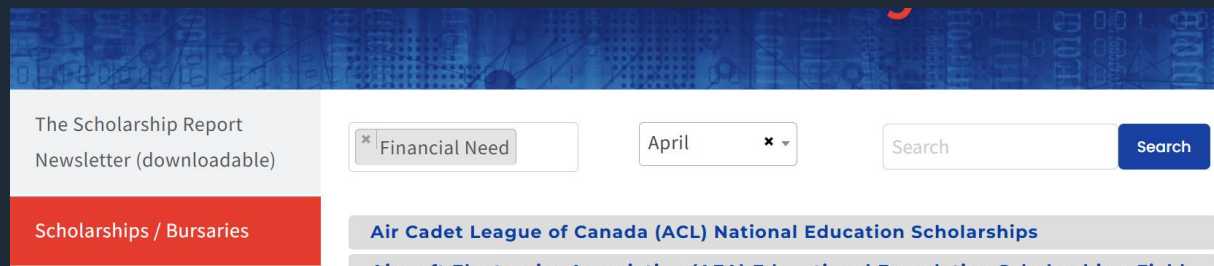 The Scholarship Report
Newsletter (downloadable)
Scholarships / Bursaries
× Financial Need
April ×
Search
Search
Air Cadet League of Canada (ACL) National Education Scholarships